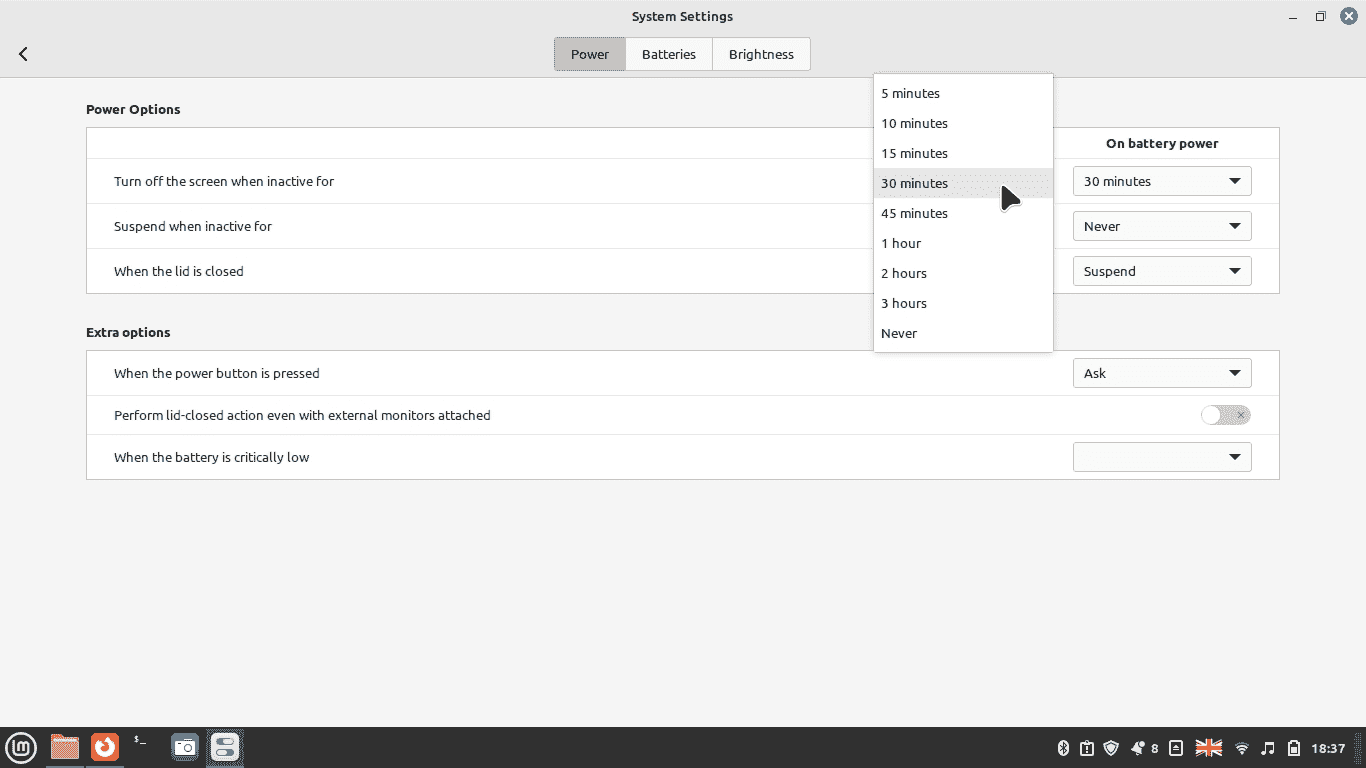 System Settings
Power Batteries Brightness
Power Options
On battery power
Turn off the screen when inactive for 30 minutes
Suspend when inactive for Never
When the lid is closed Suspend
5 minutes
10 minutes
15 minutes
30 minutes
45 minutes
1 hour
2 hours
3 hours
Never
Extra options
When the power button is pressed Ask
Perform lid-closed action even with external monitors attached
When the battery is critically low
$_
8
18:37